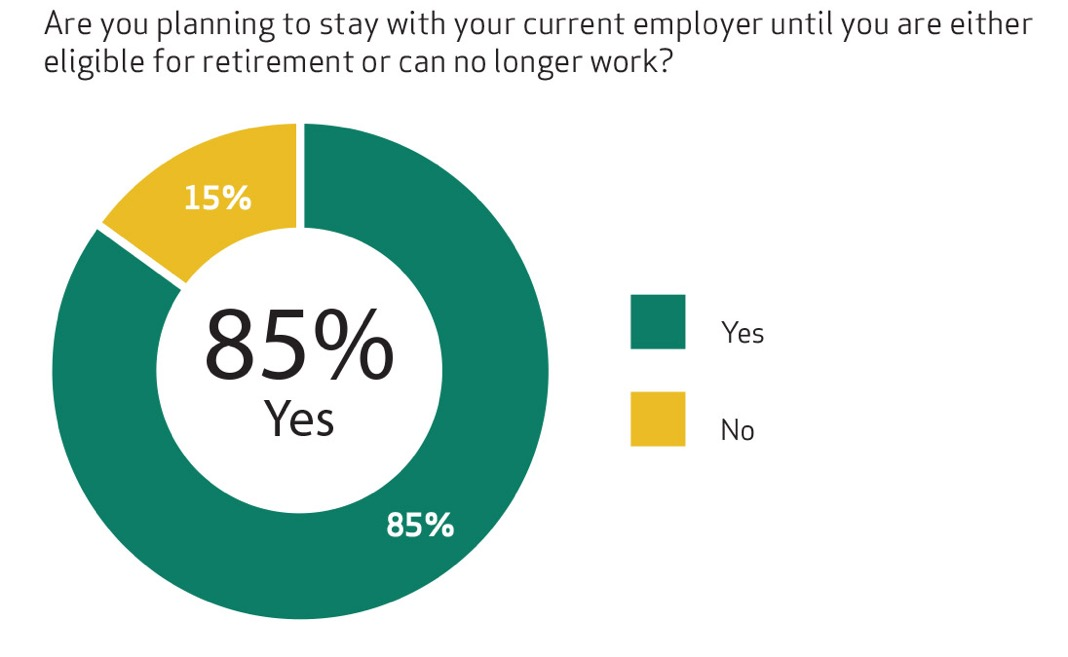 Are you planning to stay with your current employer until you are either
eligible for retirement or can no longer work?
15%
85%
Yes
85%
Yes
No